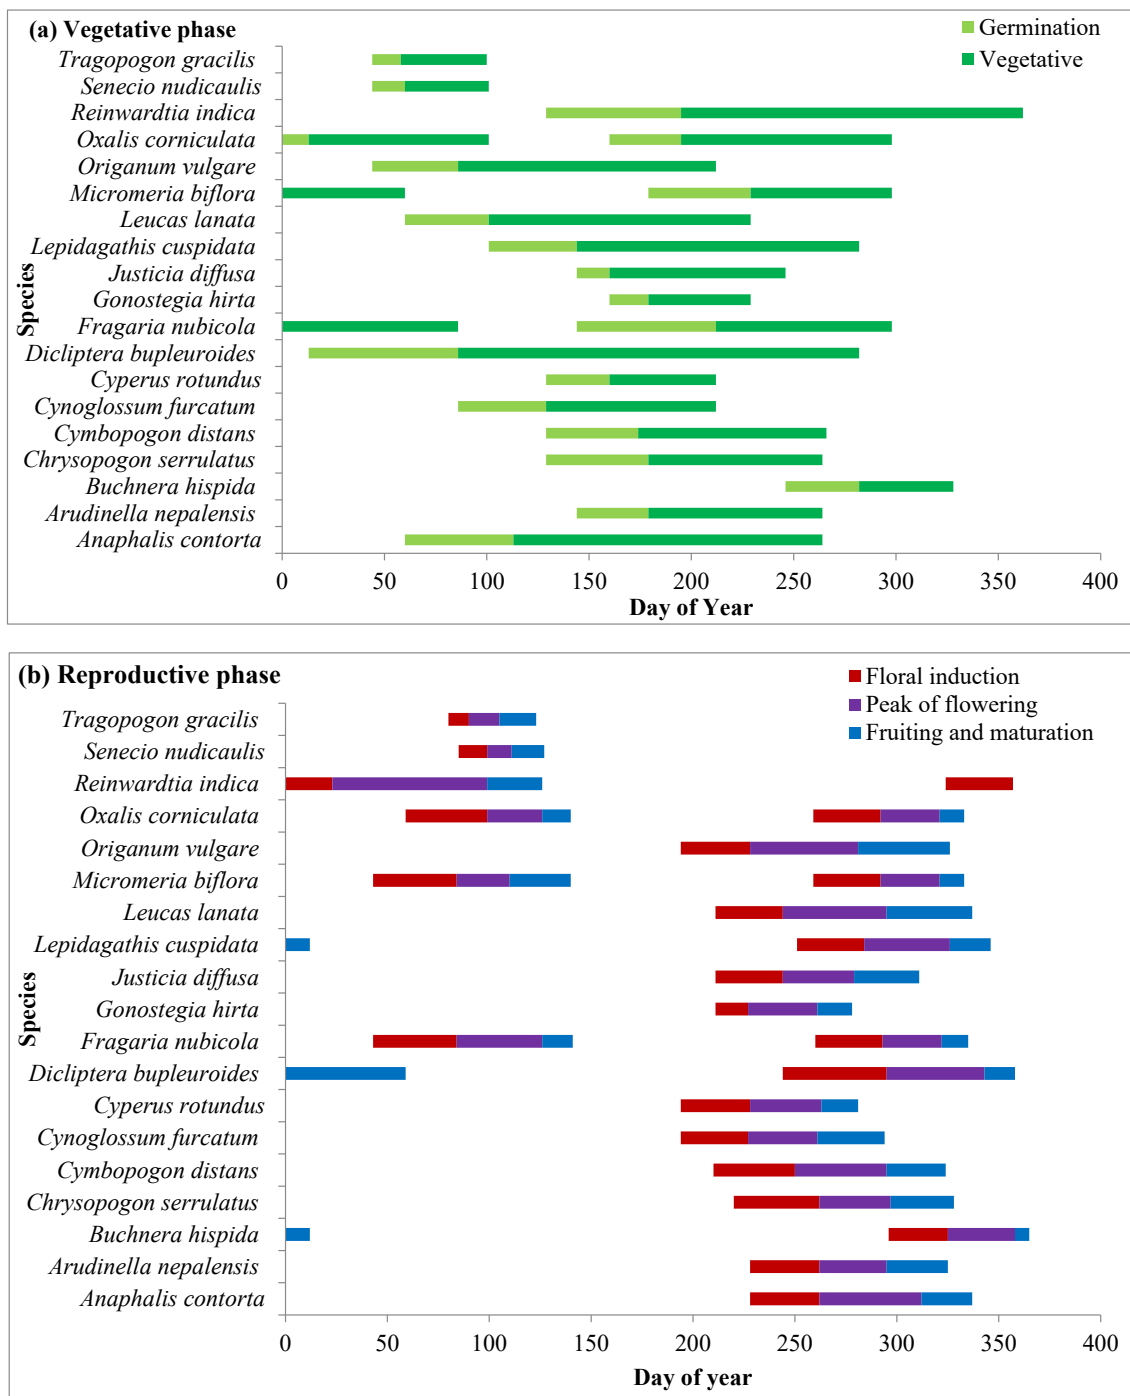 (a) Vegetative phase
Germination
Vegetative
Tragopogon gracilis
Senecio nudicaulis
Reinwardtia indica
Oxalis corniculata
Origanum vulgare
Micromeria biflora
Leucas lanata
Lepidagathis cuspidata
Justicia diffusa
Gonostegia hirta
Fragaria nubicola
Dicliptera bupleuroides
Cyperus rotundus
Cynoglossum furcatum
Cymbopogon distans
Chrysopogon serrulatus
Buchnera hispida
Arudinella nepalensis
Anaphalis contorta
Species
0 50 100 150 200 250 300 350 400
Day of Year
(b) Reproductive phase
Floral induction
Peak of flowering
Fruiting and maturation
Tragopogon gracilis
Senecio nudicaulis
Reinwardtia indica
Oxalis corniculata
Origanum vulgare
Micromeria biflora
Leucas lanata
Lepidagathis cuspidata
Justicia diffusa
Gonostegia hirta
Fragaria nubicola
Dicliptera bupleuroides
Cyperus rotundus
Cynoglossum furcatum
Cymbopogon distans
Chrysopogon serrulatus
Buchnera hispida
Arudinella nepalensis
Anaphalis contorta
Species
0 50 100 150 200 250 300 350 400
Day of year